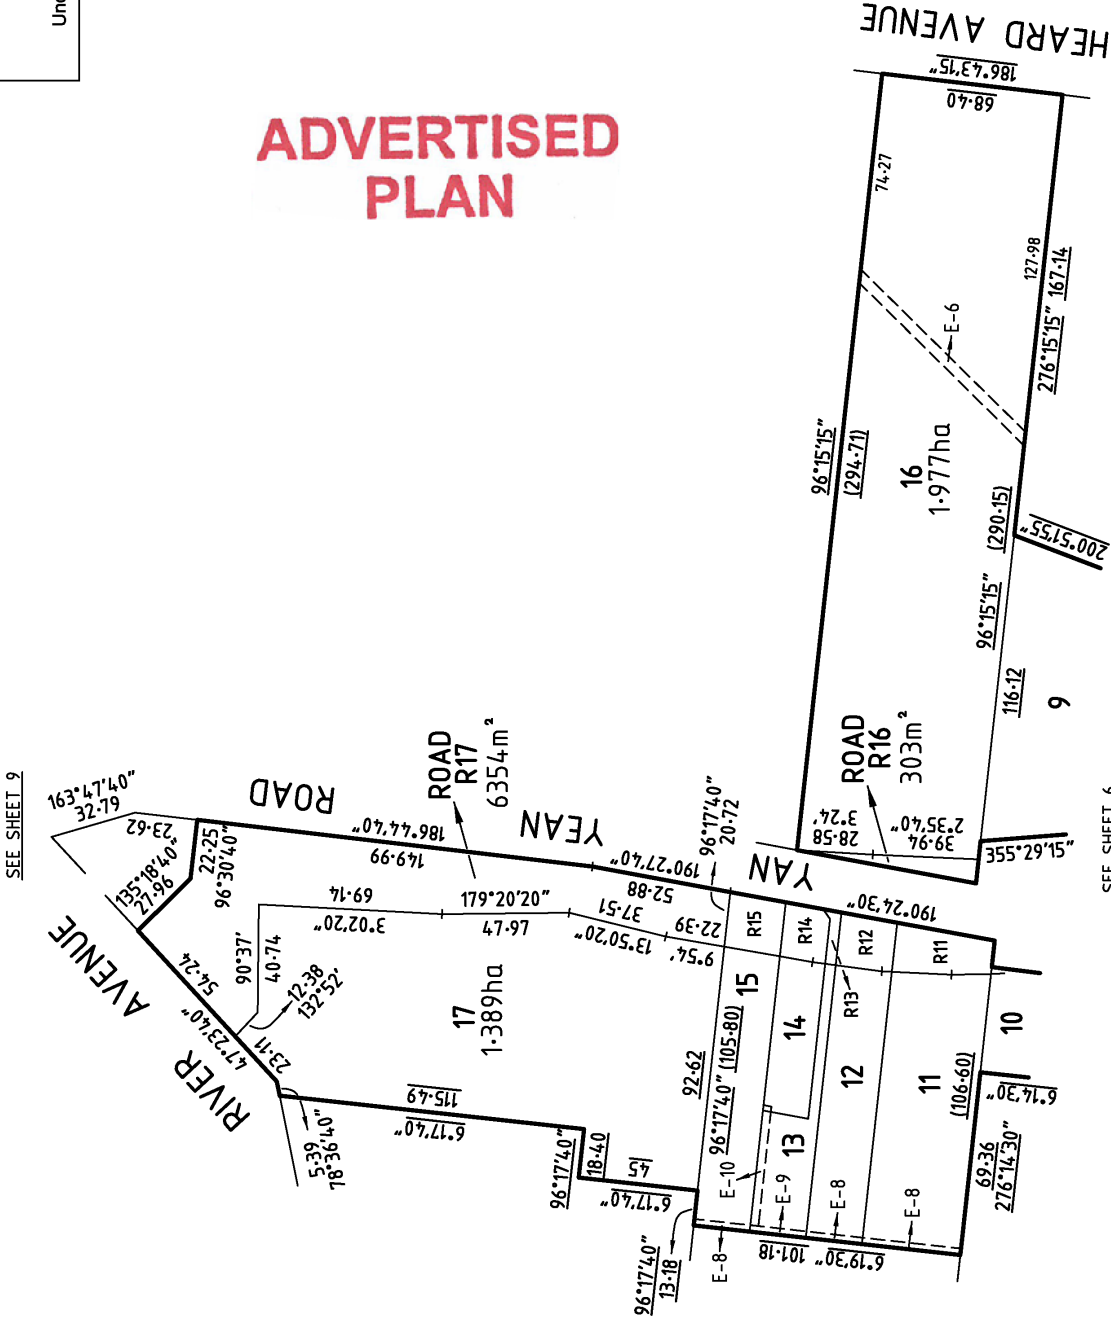 Und
ADVERTISED
PLAN
HEARD AVENUE
186°43'15"
68·40
74·27
127·98
276°15'15" 167·14
E-6
96°15'15"
(294·71)
16
1·977ha
(290·15)
200°51'55"
96°15'15"
116·12
9
SEE SHEET 9
163°47'40"
32·79
23·62
135°18'40"
27·96
22·25
96°30'40"
ROAD
186°44'40"
149·99
ROAD
R17
6354m²
YEAN
190°27'40"
52·88
96°17'40"
20·72
YAN
190°24'30"
ROAD
R16
303m²
3·24
28·58
2°35'40"
39·94
SEE SHEET 6
RIVER
AVENUE
54·24
47°23'40"
23·11
90°37'
40·74
12·38
132°52'
69·14
3°02'20"
179°02'02"
47·97
37·51
13°50'20"
22·39
9°54'
17
1·389ha
5·39
78°36'40"
115·49
6°17'40"
96°17'40"
18·40
45
6°17'40"
96°17'40"
13·18
92·62
96°17'40" (105·80)
15
R15
14
R14
13
R13
12
R12
11
R11
10
(106·60)
E-10
E-9
E-8
E-8
E-8
101·18
6°19'30"
69·36
276°14'30"
6°14'30"